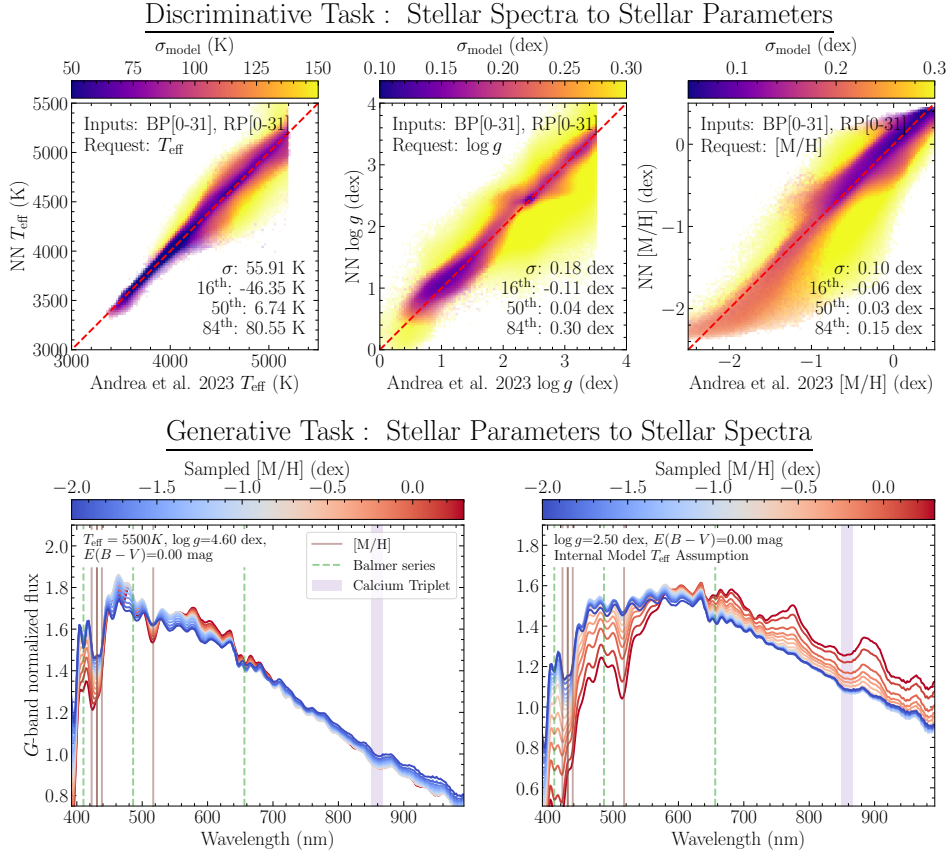 Discriminative Task : Stellar Spectra to Stellar Parameters
σmodel (K)
50 75 100 125 150
σmodel (dex)
0.10 0.15 0.20 0.25 0.30
σmodel (dex)
0.1 0.2 0.3
Inputs: BP[0-31], RP[0-31]
Request: Teff
σ: 55.91 K
16th: -46.35 K
50th: 6.74 K
84th: 80.55 K
NN Teff (K)
5500
5000
4500
4000
3500
3000
3000 3500 4000 4500 5000
Andrea et al. 2023 Teff (K)
Inputs: BP[0-31], RP[0-31]
Request: log g
σ: 0.18 dex
16th: -0.11 dex
50th: 0.04 dex
84th: 0.30 dex
NN log g (dex)
4
3
2
1
0
0 1 2 3 4
Andrea et al. 2023 log g (dex)
Inputs: BP[0-31], RP[0-31]
Request: [M/H]
σ: 0.10 dex
16th: -0.06 dex
50th: 0.03 dex
84th: 0.15 dex
NN [M/H] (dex)
0
−1
−2
−2 −1 0
Andrea et al. 2023 [M/H] (dex)
Generative Task : Stellar Parameters to Stellar Spectra
Sampled [M/H] (dex)
−2.0 −1.5 −1.0 −0.5 0.0
Teff = 5500K, log g=4.60 dex,
E(B − V)=0.00 mag
[M/H]
Balmer series
Calcium Triplet
G-band normalized flux
2.0
1.8
1.6
1.4
1.2
1.0
0.8
400 500 600 700 800 900
Wavelength (nm)
Sampled [M/H] (dex)
−2.0 −1.5 −1.0 −0.5 0.0
log g=2.50 dex, E(B − V)=0.00 mag
Internal Model Teff Assumption
1.8
1.6
1.4
1.2
1.0
0.8
0.6
400 500 600 700 800 900
Wavelength (nm)